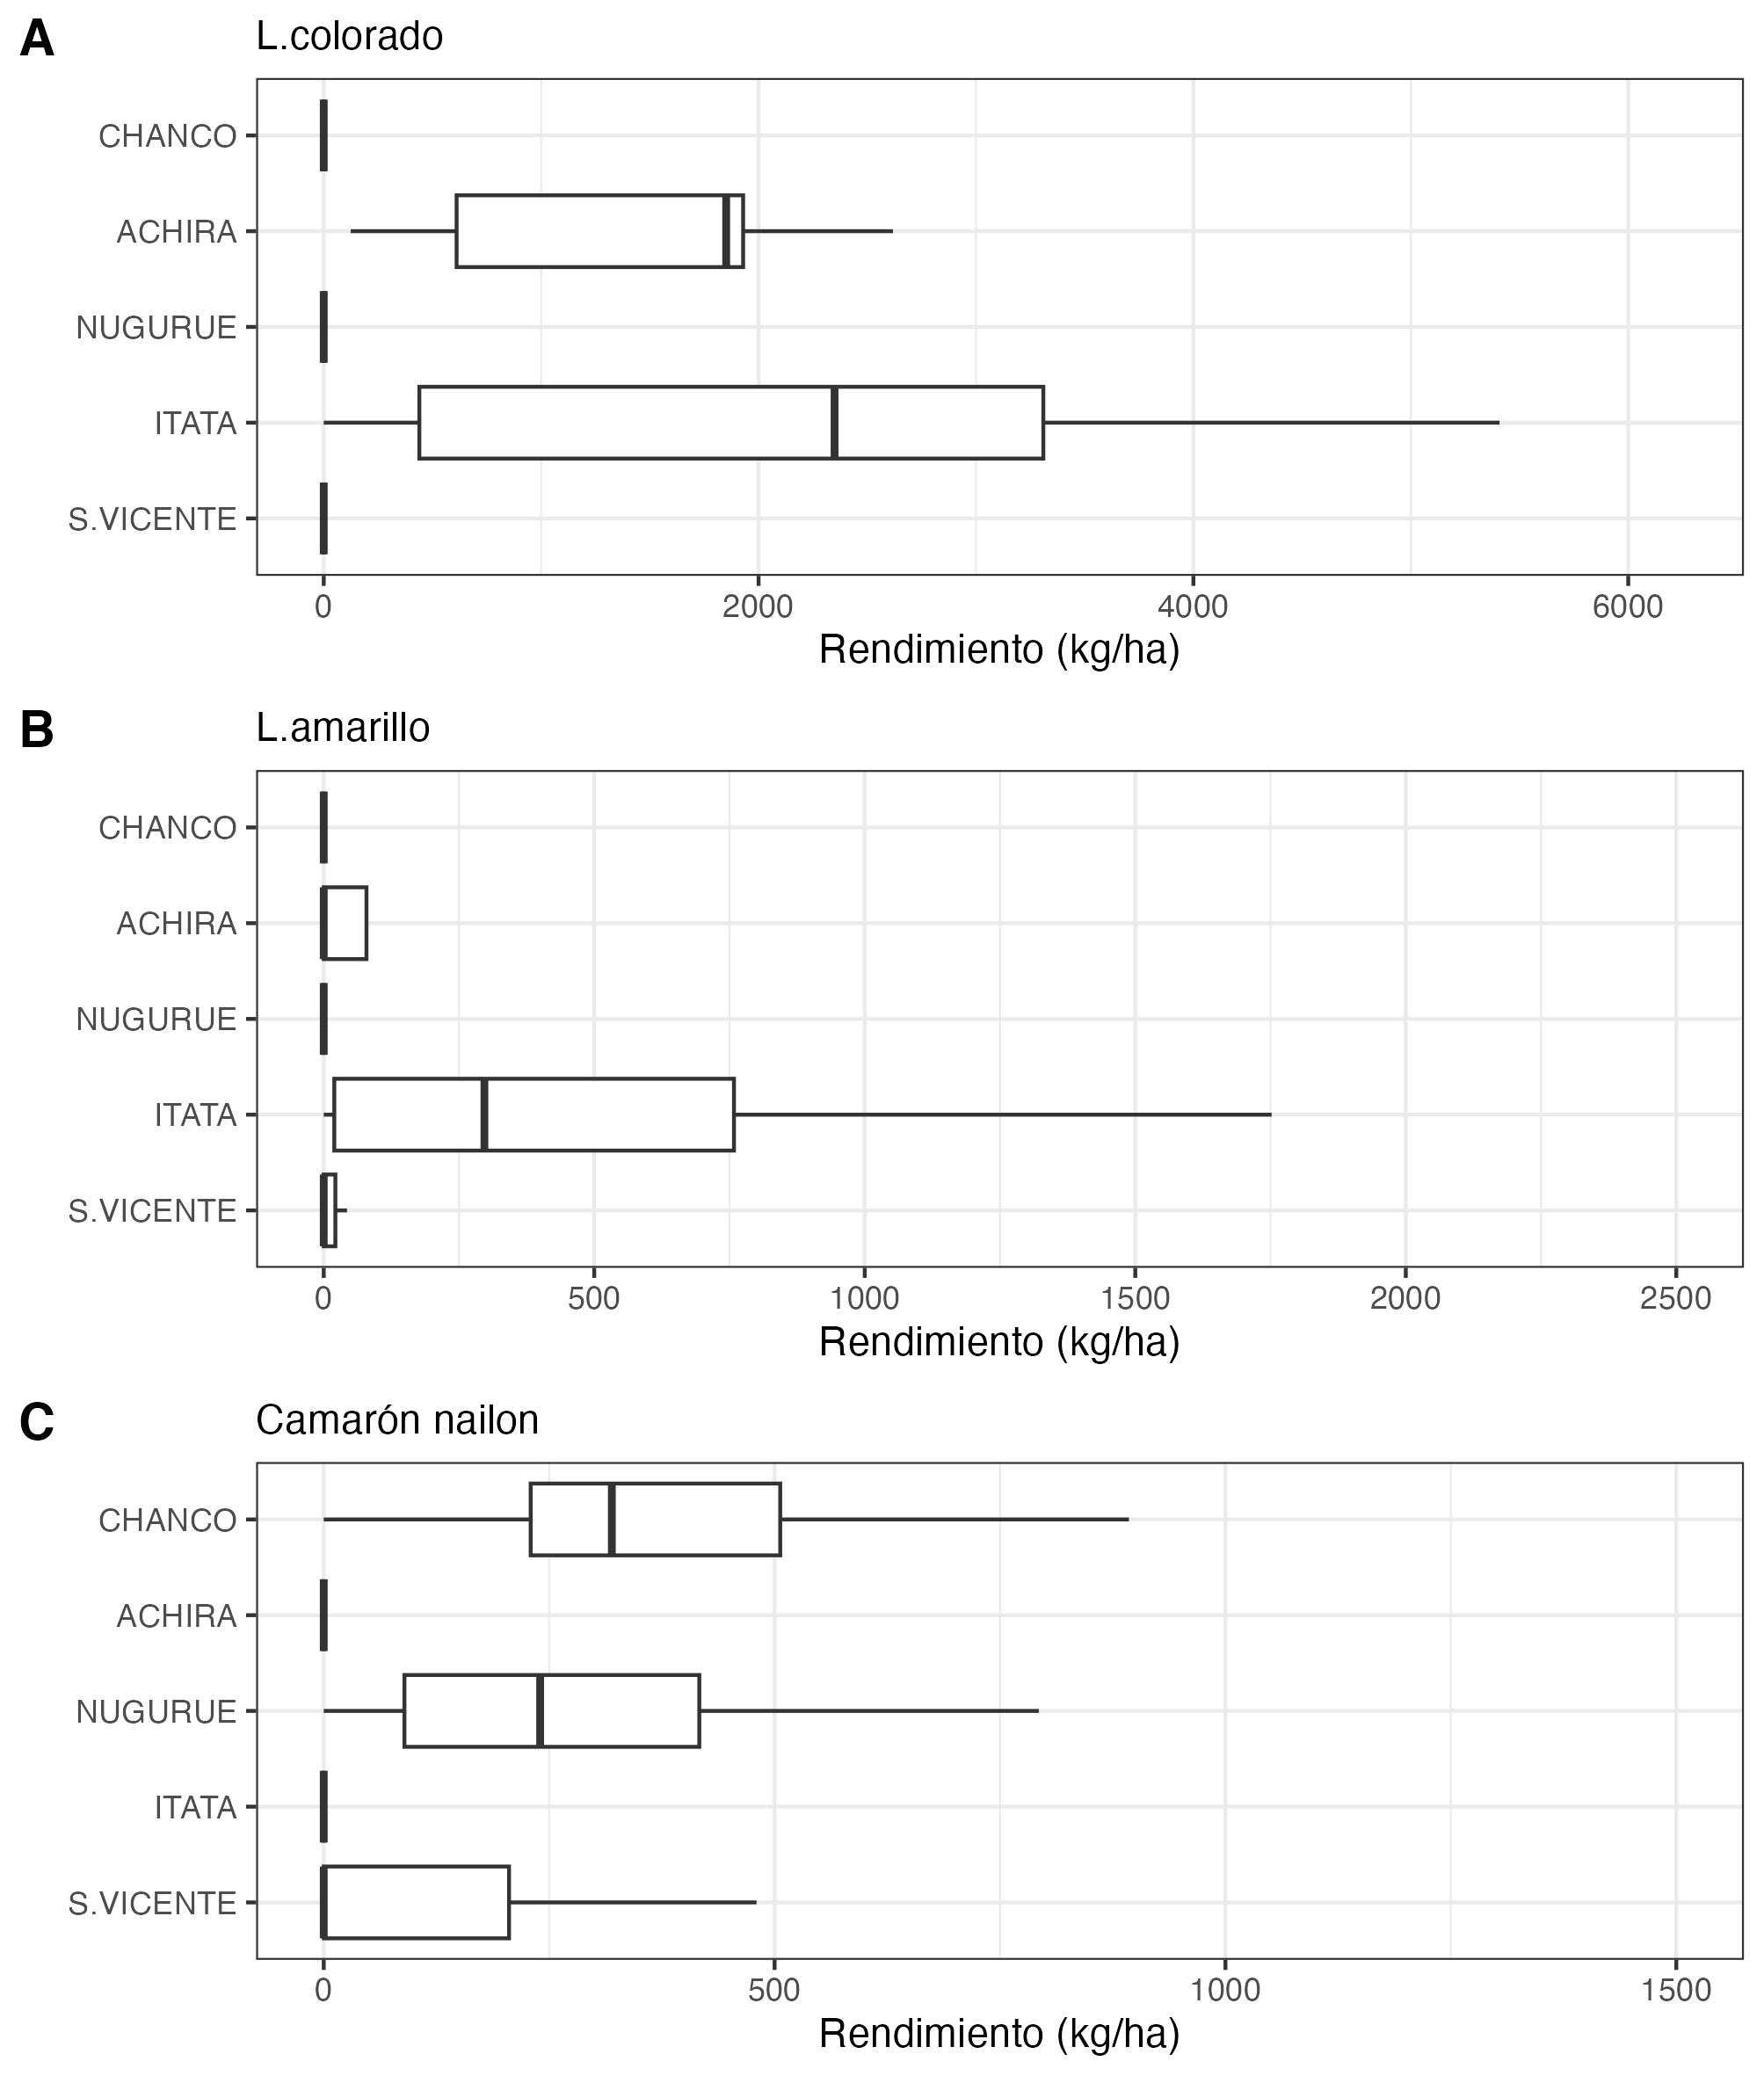 A
L.colorado
CHANCO
ACHIRA
NUGURUE
ITATA
S.VICENTE
0 2000 4000 6000
Rendimiento (kg/ha)
B
L.amarillo
CHANCO
ACHIRA
NUGURUE
ITATA
S.VICENTE
0 500 1000 1500 2000 2500
Rendimiento (kg/ha)
C
Camarón nailon
CHANCO
ACHIRA
NUGURUE
ITATA
S.VICENTE
0 500 1000 1500
Rendimiento (kg/ha)